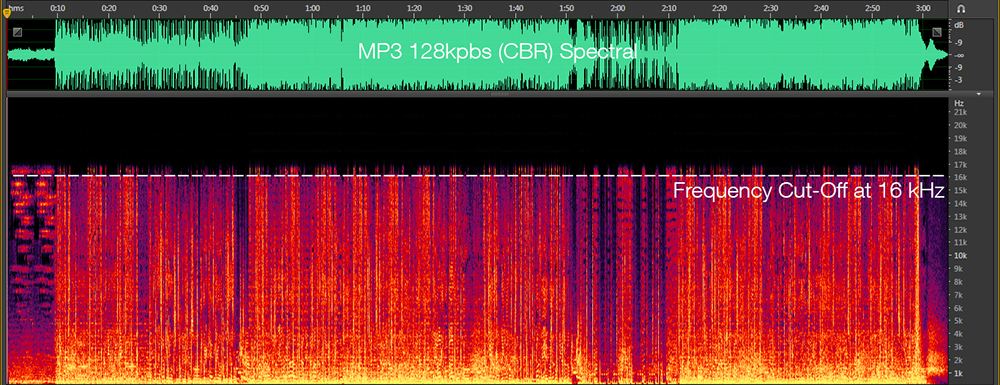 hms 0:10 0:20 0:30 0:40 0:50 1:00 1:10 1:20 1:30 1:40 1:50 2:00 2:10 2:20 2:30 2:40 2:50 3:00
dB
-9
-∞
-9
-3
MP3 128kpbs (CBR) Spectral
Hz
21k
20k
19k
18k
17k
16k
Frequency Cut-Off at 16 kHz
15k
14k
13k
12k
11k
10k
9k
8k
7k
6k
5k
4k
3k
2k
1k